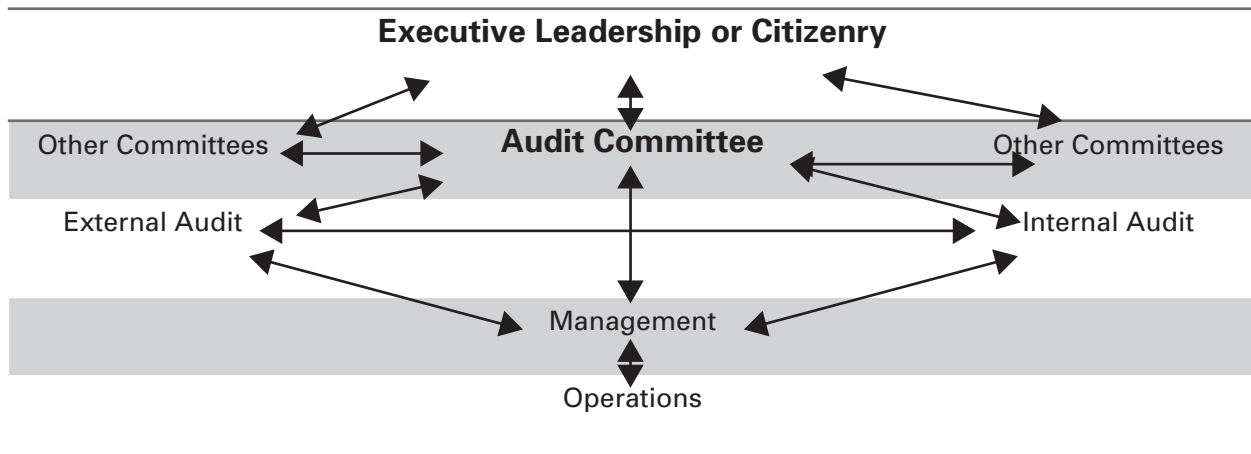 Executive Leadership or Citizenry
Other Committees
Audit Committee
Other Committees
External Audit
Internal Audit
Management
Operations